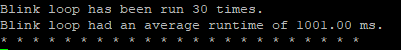 Blink loop has been run 30 times.
Blink loop had an average runtime of 1001.00 ms.
* * * * * * * * * * * * * * * * * * *